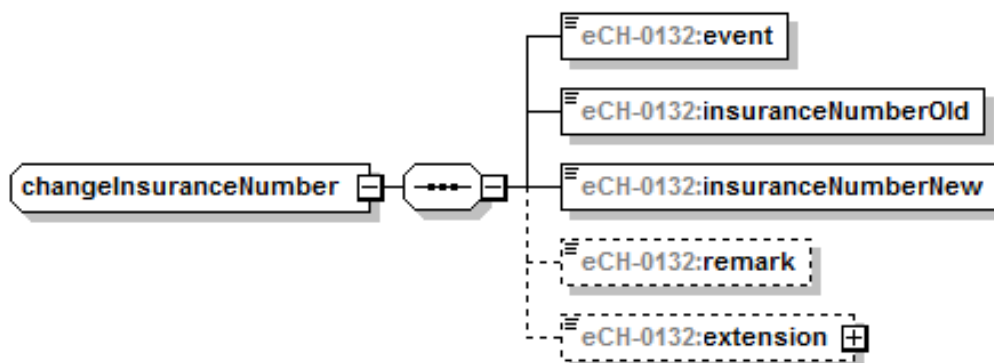 eCH-0132:event
eCH-0132:insuranceNumberOld
changeInsuranceNumber
eCH-0132:insuranceNumberNew
eCH-0132:remark
eCH-0132:extension